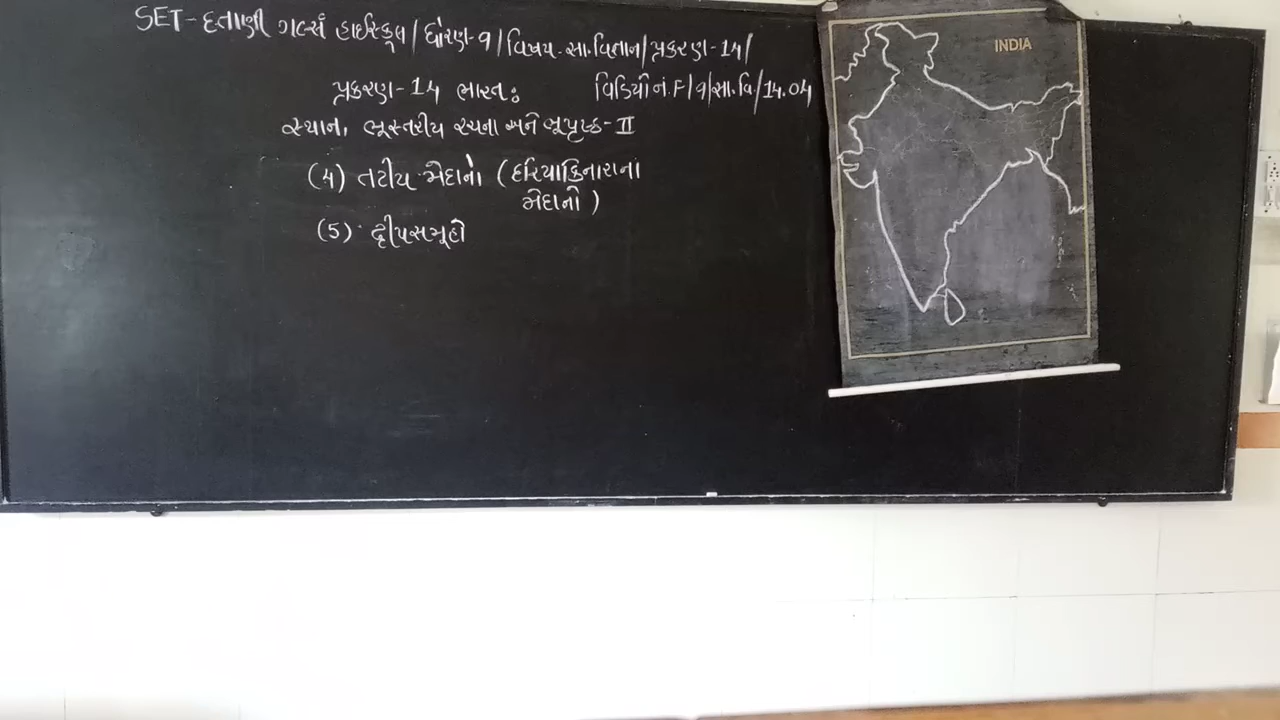 SET-દતાણી ગર્લ્સ હાઈસ્કૂલ/ધોરણ-9/વિષય-સા.વિજ્ઞાન/પ્રકરણ-14/
પ્રકરણ-14 ભારત: વિડિયો નં.F/9/સા.વિ./14.04
સ્થાન, ભૂસ્તરીય રચના અને ભૂપૃષ્ઠ-II
(4) તટીય મેદાનો (દરિયાકિનારાના
મેદાનો)
(5) દ્વીપસમૂહો
INDIA